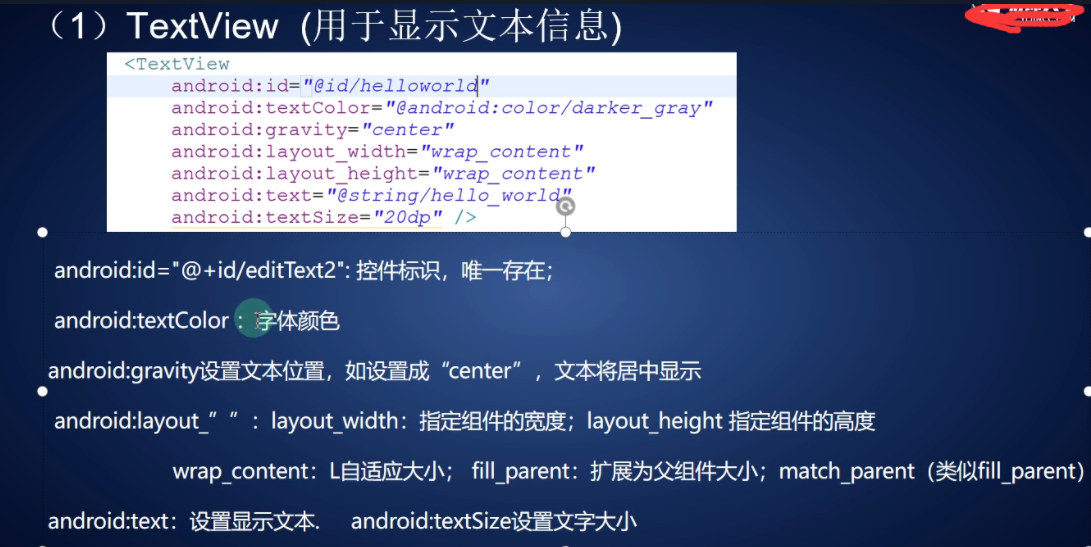 （1）TextView（用于显示文本信息)
<TextView
android:id="@id/helloworld"
android:textColor="@android:color/darker_gray"
android:gravity="center"
android:layout_width="wrap_content"
android:layout_height="wrap_content"
android:text="@string/hello_world"
android:textSize="20dp" />
android:id="@+id/editText2": 控件标识，唯一存在；
android:textColor ：字体颜色
android:gravity设置文本位置，如设置成“center”，文本将居中显示
android:layout_”  ”：layout_width：指定组件的宽度；layout_height 指定组件的高度
wrap_content：L自适应大小； fill_parent：扩展为父组件大小；match_parent（类似fill_parent）
android:text：设置显示文本.    android:textSize设置文字大小